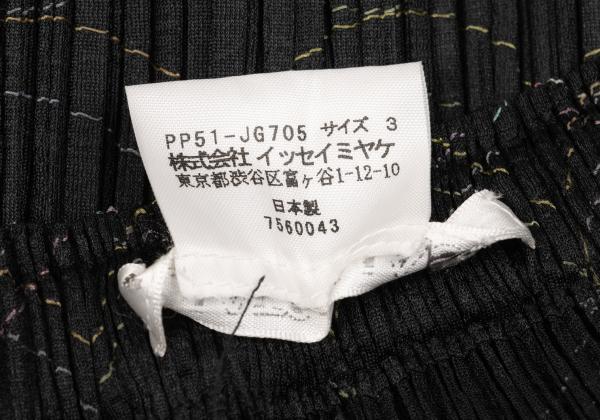 PP51-JG705 サイズ 3
株式会社 イッセイミヤケ
東京都渋谷区富ヶ谷1-12-10
日本製
7560043